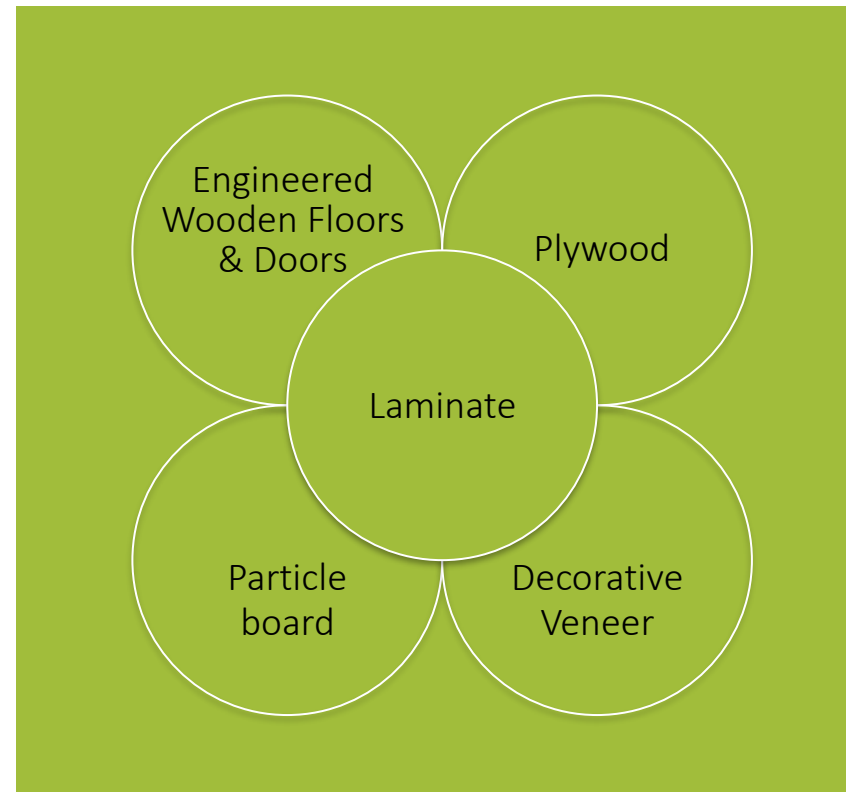 Engineered
Wooden Floors
& Doors
Plywood
Laminate
Particle
board
Decorative
Veneer